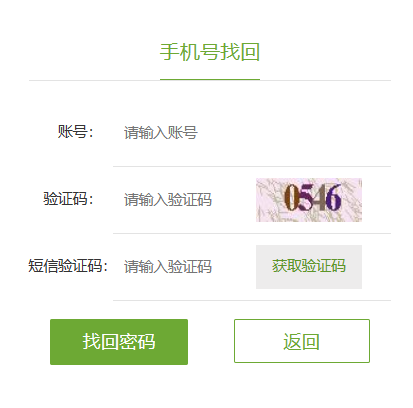 手机号找回
账号： 请输入账号
验证码： 请输入验证码 0546
短信验证码： 请输入验证码 获取验证码
找回密码 返回